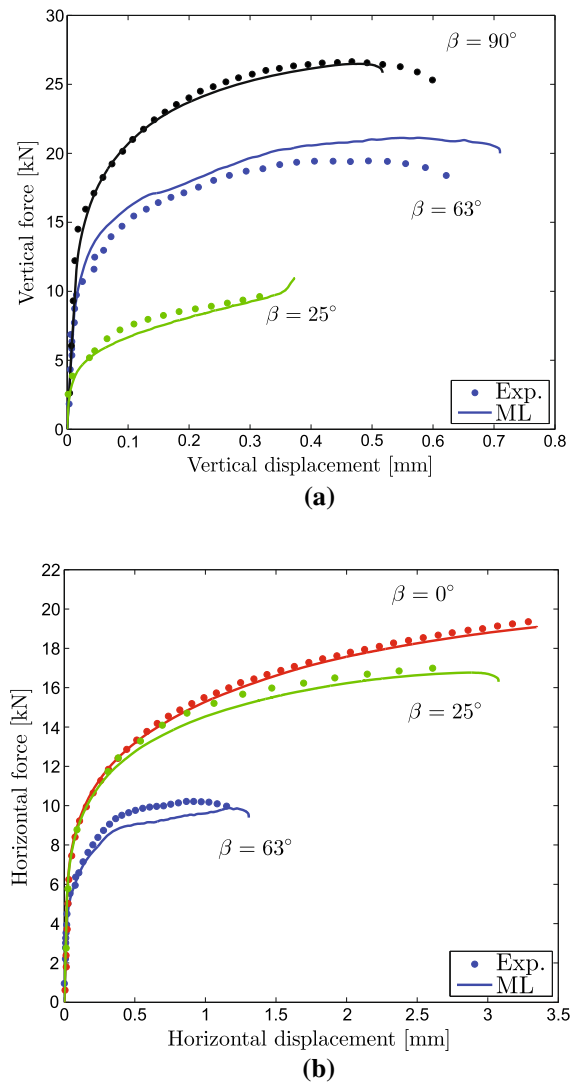 30
25
20
15
10
5
0
Vertical force [kN]
β = 90°
β = 63°
β = 25°
Exp.
ML
0 0.1 0.2 0.3 0.4 0.5 0.6 0.7 0.8
Vertical displacement [mm]
(a)
22
20
18
16
14
12
10
8
6
4
2
0
Horizontal force [kN]
β = 0°
β = 25°
β = 63°
Exp.
ML
0 0.5 1 1.5 2 2.5 3 3.5
Horizontal displacement [mm]
(b)